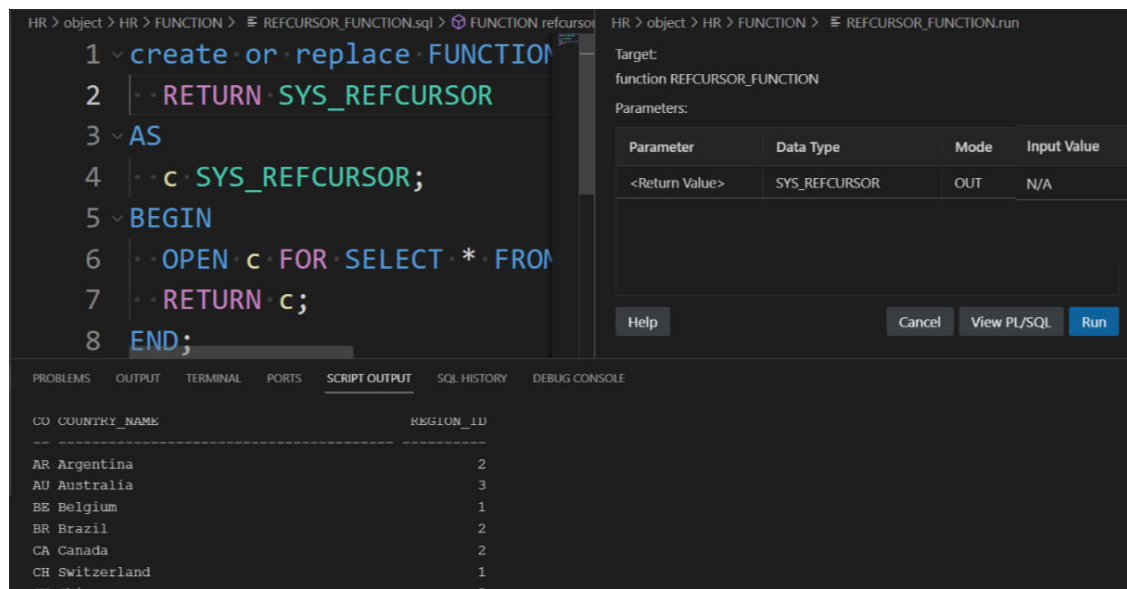 HR > object > HR > FUNCTION > REFCURSOR_FUNCTION.sql > FUNCTION refcursor
1 create or replace FUNCTION
2 RETURN SYS_REFCURSOR
3 AS
4 c SYS_REFCURSOR;
5 BEGIN
6 OPEN c FOR SELECT * FROM
7 RETURN c;
8 END;
HR > object > HR > FUNCTION > REFCURSOR_FUNCTION.run
Target:
function REFCURSOR_FUNCTION
Parameters:
Parameter Data Type Mode Input Value
<Return Value> SYS_REFCURSOR OUT N/A
Help Cancel View PL/SQL Run
PROBLEMS OUTPUT TERMINAL PORTS SCRIPT OUTPUT SQL HISTORY DEBUG CONSOLE
CO COUNTRY_NAME REGION_ID
-- ---------------------------------------- ----------
AR Argentina 2
AU Australia 3
BE Belgium 1
BR Brazil 2
CA Canada 2
CH Switzerland 1